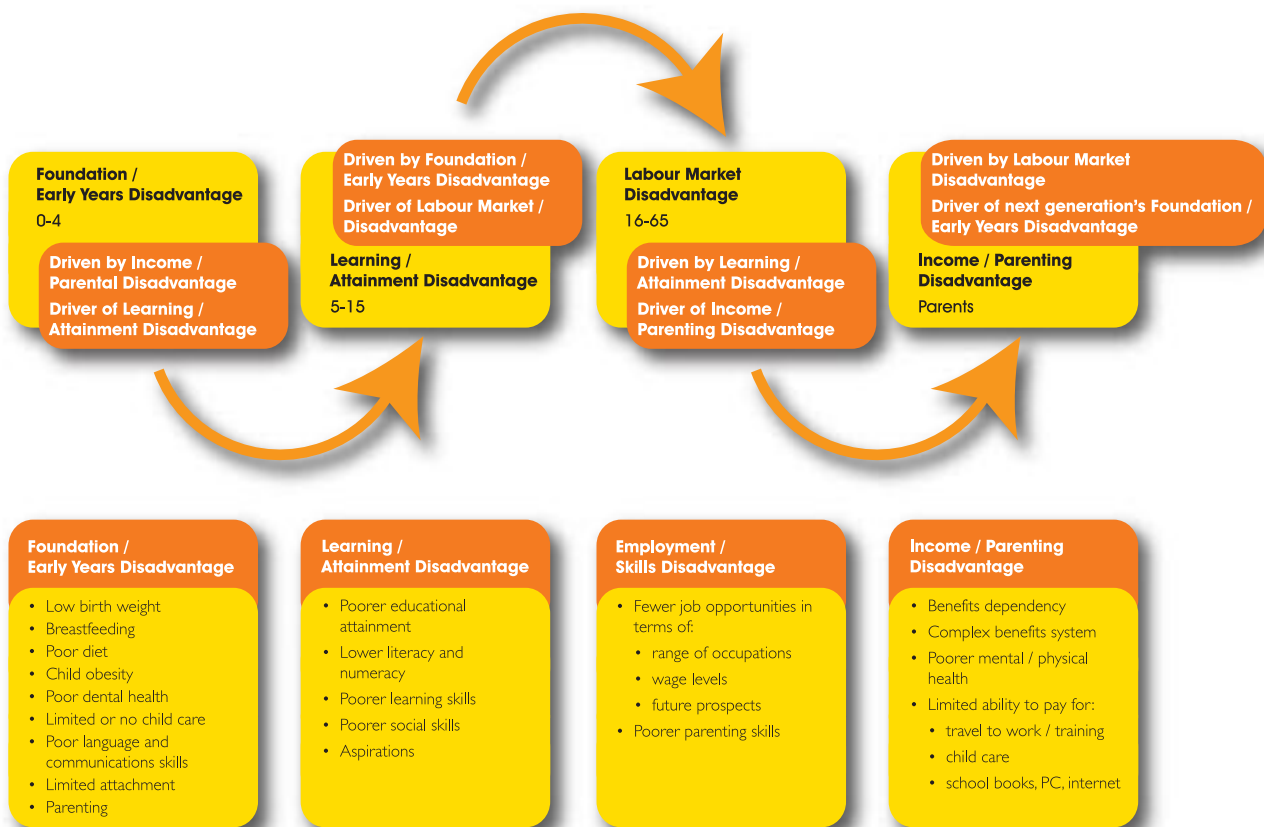 Foundation /
Early Years Disadvantage
0-4
Driven by Income /
Parental Disadvantage
Driver of Learning /
Attainment Disadvantage
Driven by Foundation /
Early Years Disadvantage
Driver of Labour Market /
Disadvantage
Learning /
Attainment Disadvantage
5-15
Labour Market
Disadvantage
16-65
Driven by Learning /
Attainment Disadvantage
Driver of Income /
Parenting Disadvantage
Driven by Labour Market
Disadvantage
Driver of next generation's Foundation /
Early Years Disadvantage
Income / Parenting
Disadvantage
Parents
Foundation /
Early Years Disadvantage
• Low birth weight
• Breastfeeding
• Poor diet
• Child obesity
• Poor dental health
• Limited or no child care
• Poor language and
communications skills
• Limited attachment
• Parenting
Learning /
Attainment Disadvantage
• Poorer educational
attainment
• Lower literacy and
numeracy
• Poorer learning skills
• Poorer social skills
• Aspirations
Employment /
Skills Disadvantage
• Fewer job opportunities in
terms of:
• range of occupations
• wage levels
• future prospects
• Poorer parenting skills
Income / Parenting
Disadvantage
• Benefits dependency
• Complex benefits system
• Poorer mental / physical
health
• Limited ability to pay for:
• travel to work / training
• child care
• school books, PC, internet